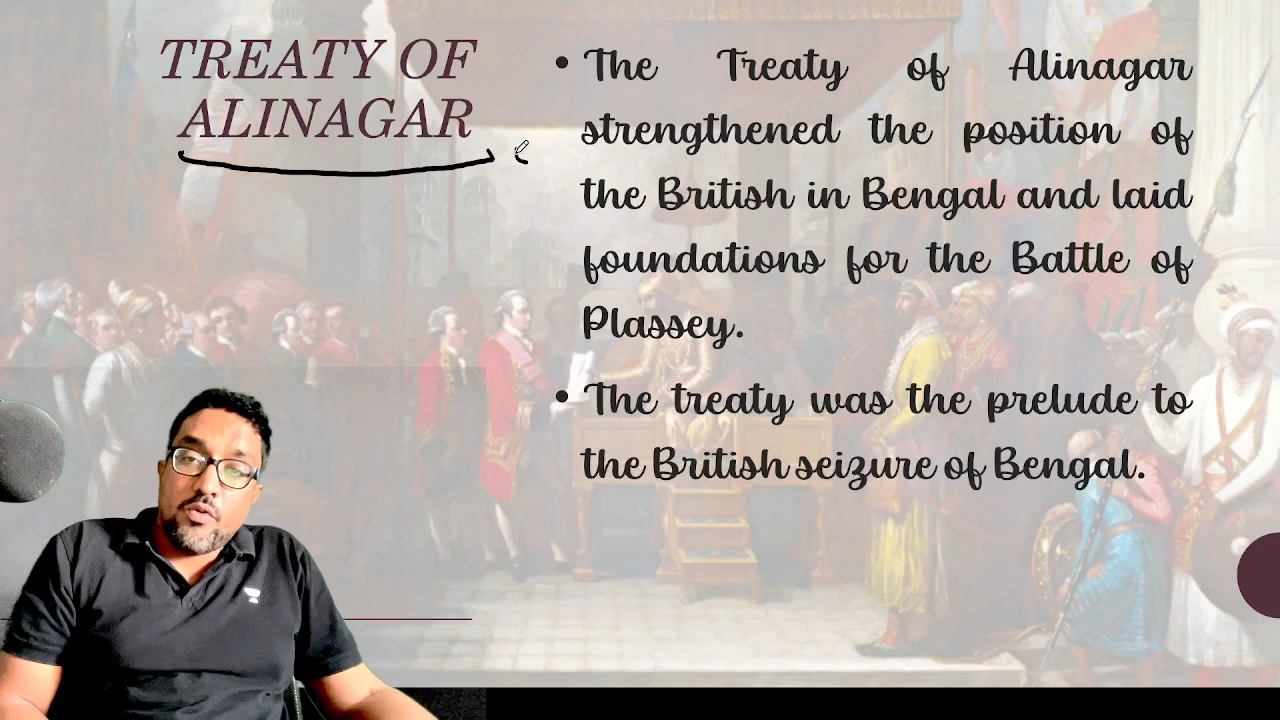 TREATY OF
ALINAGAR
• The Treaty of Alinagar
strengthened the position of
the British in Bengal and laid
foundations for the Battle of
Plassey.
• The treaty was the prelude to
the British seizure of Bengal.